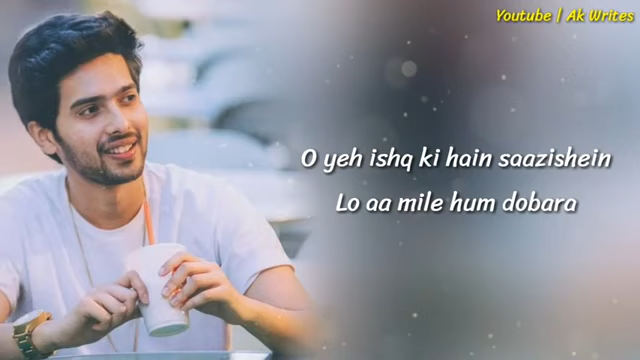 Youtube | Ak Writes
O yeh ishq ki hain saazishein
Lo aa mile hum dobara